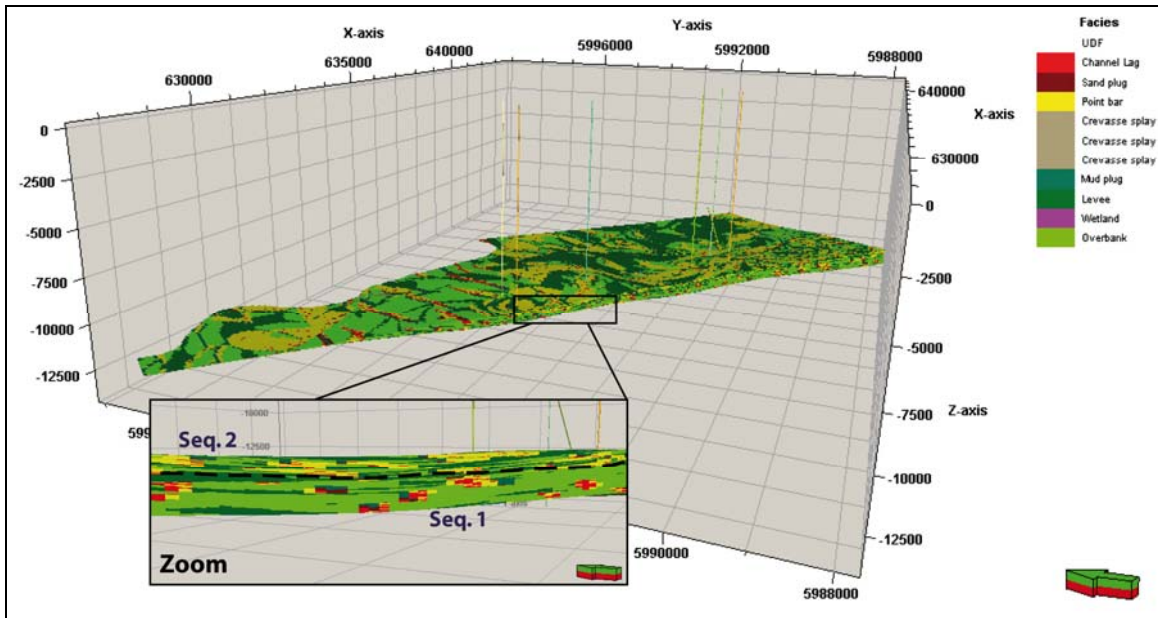 X-axis
Y-axis
630000
635000
640000
5996000
5992000
5988000
0
-2500
-5000
-7500
-10000
-12500
640000
X-axis
630000
0
-2500
-5000
-7500
Z-axis
-10000
-12500
5990000
5988000
Facies
UDF
Channel Lag
Sand plug
Point bar
Crevasse splay
Crevasse splay
Crevasse splay
Mud plug
Levee
Wetland
Overbank
Seq. 2
-12500
Seq. 1
Zoom